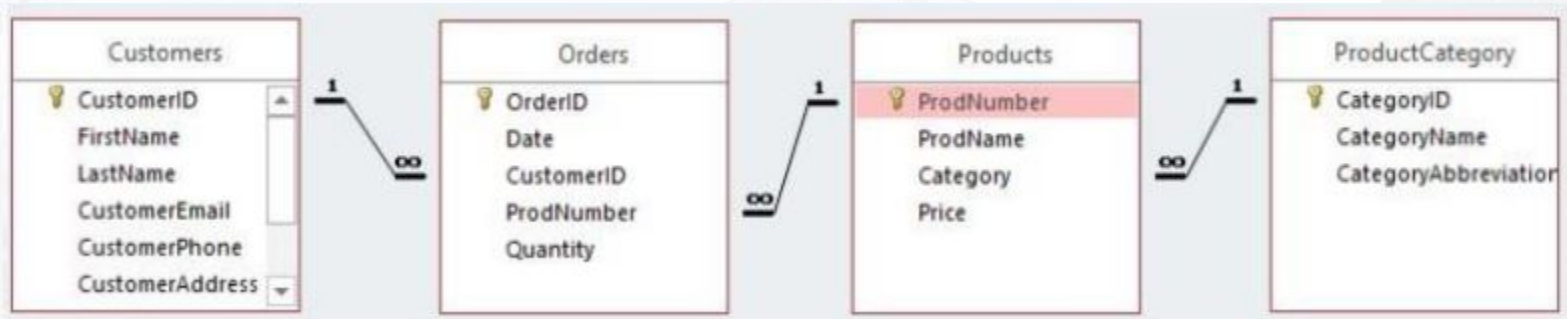 Customers
CustomerID
FirstName
LastName
CustomerEmail
CustomerPhone
CustomerAddress
1
∞
Orders
OrderID
Date
CustomerID
ProdNumber
Quantity
1
∞
Products
ProdNumber
ProdName
Category
Price
1
∞
ProductCategory
CategoryID
CategoryName
CategoryAbbreviation